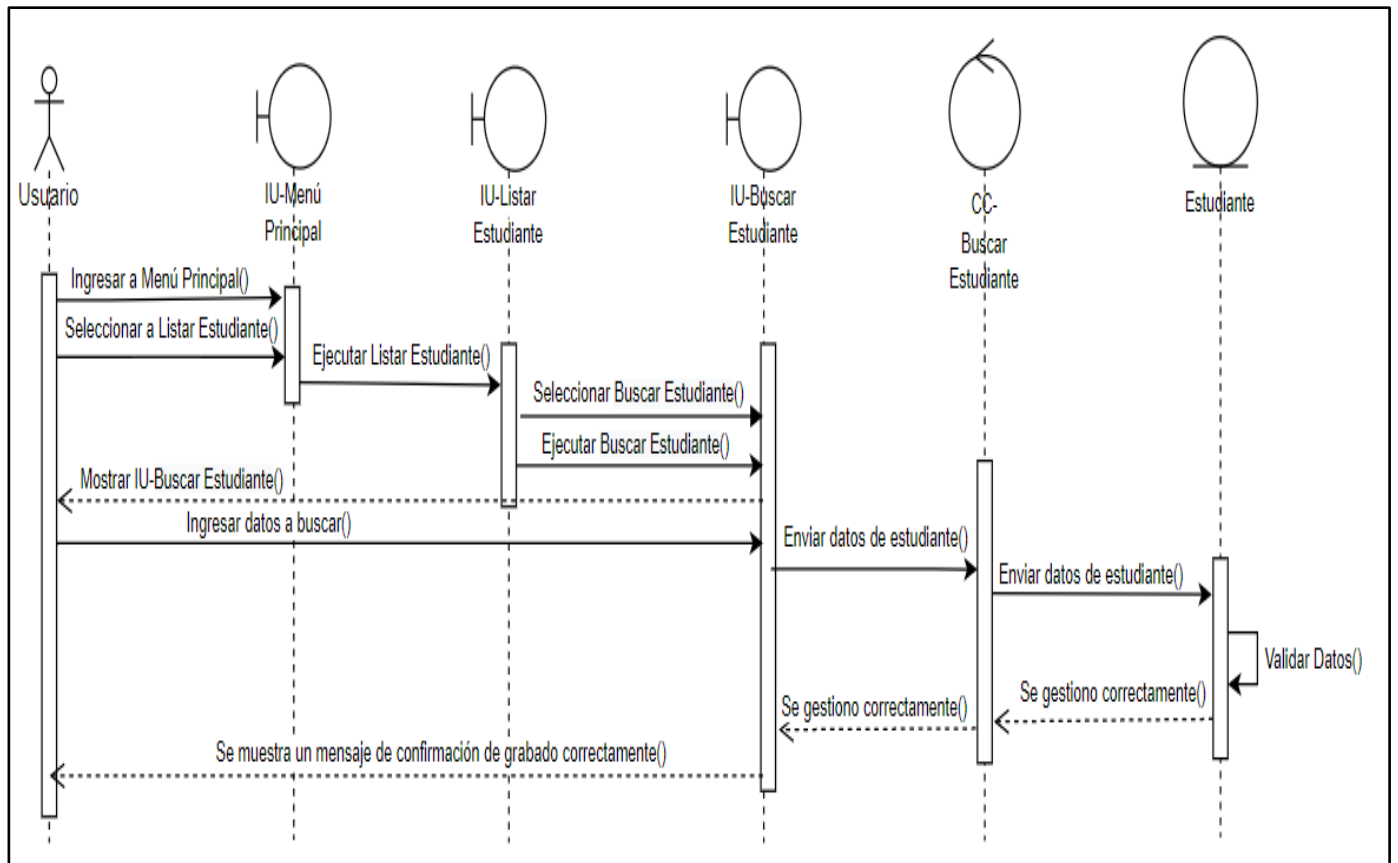 Usuario
IU-Menú
Principal
IU-Listar
Estudiante
IU-Buscar
Estudiante
CC-
Buscar
Estudiante
Estudiante
Ingresar a Menú Principal()
Seleccionar a Listar Estudiante()
Ejecutar Listar Estudiante()
Seleccionar Buscar Estudiante()
Ejecutar Buscar Estudiante()
Mostrar IU-Buscar Estudiante()
Ingresar datos a buscar()
Enviar datos de estudiante()
Enviar datos de estudiante()
Validar Datos()
Se gestiono correctamente()
Se gestiono correctamente()
Se muestra un mensaje de confirmación de grabado correctamente()